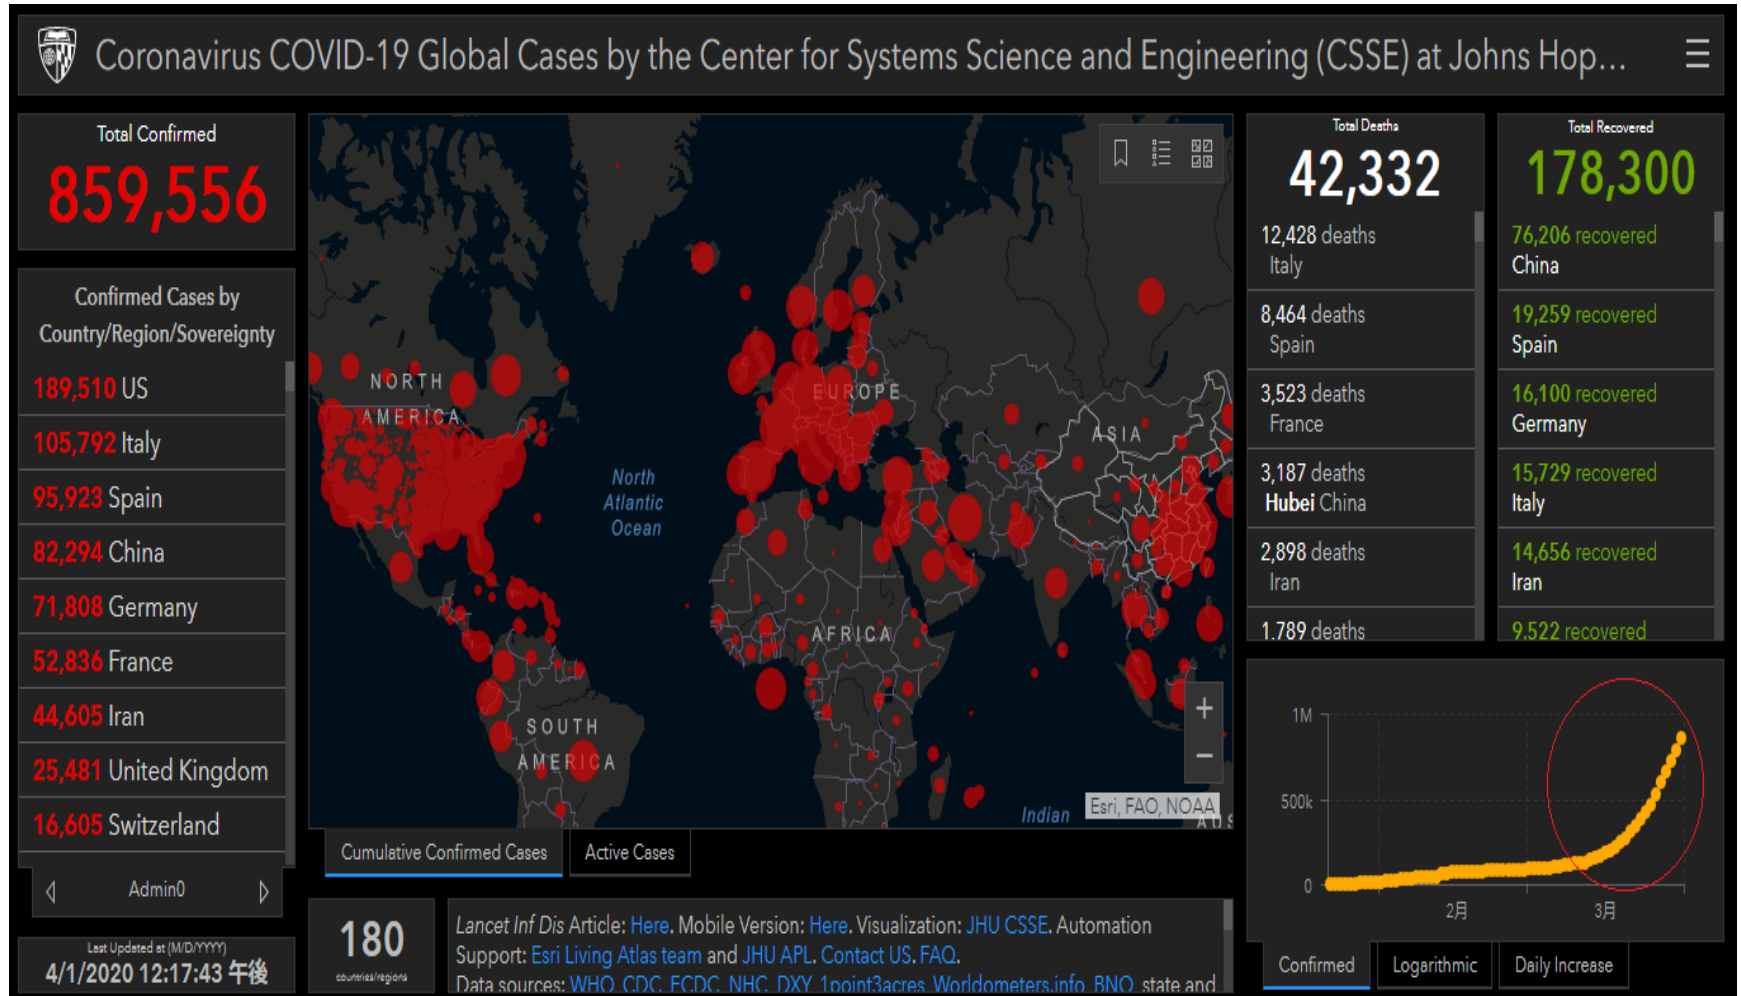 Coronavirus COVID-19 Global Cases by the Center for Systems Science and Engineering (CSSE) at Johns Hop...
Total Confirmed
859,556
Confirmed Cases by
Country/Region/Sovereignty
189,510 US
105,792 Italy
95,923 Spain
82,294 China
71,808 Germany
52,836 France
44,605 Iran
25,481 United Kingdom
16,605 Switzerland
Admin0
Last Updated at (M/D/YYYY)
4/1/2020 12:17:43 午後
NORTH
AMERICA
North
Atlantic
Ocean
EUROPE
ASIA
AFRICA
SOUTH
AMERICA
Indian
Esri, FAO, NOAA
AUS
Cumulative Confirmed Cases
Active Cases
180
countries/regions
Lancet Inf Dis Article: Here. Mobile Version: Here. Visualization: JHU CSSE. Automation
Support: Esri Living Atlas team and JHU APL. Contact US. FAQ.
Data sources: WHO, CDC, ECDC, NHC, DXY, 1point3acres, Worldometers.info, BNO, state and
Total Deaths
42,332
12,428 deaths
Italy
8,464 deaths
Spain
3,523 deaths
France
3,187 deaths
Hubei China
2,898 deaths
Iran
1,789 deaths
Total Recovered
178,300
76,206 recovered
China
19,259 recovered
Spain
16,100 recovered
Germany
15,729 recovered
Italy
14,656 recovered
Iran
9,522 recovered
1M
500k
0
2月
3月
Confirmed
Logarithmic
Daily Increase